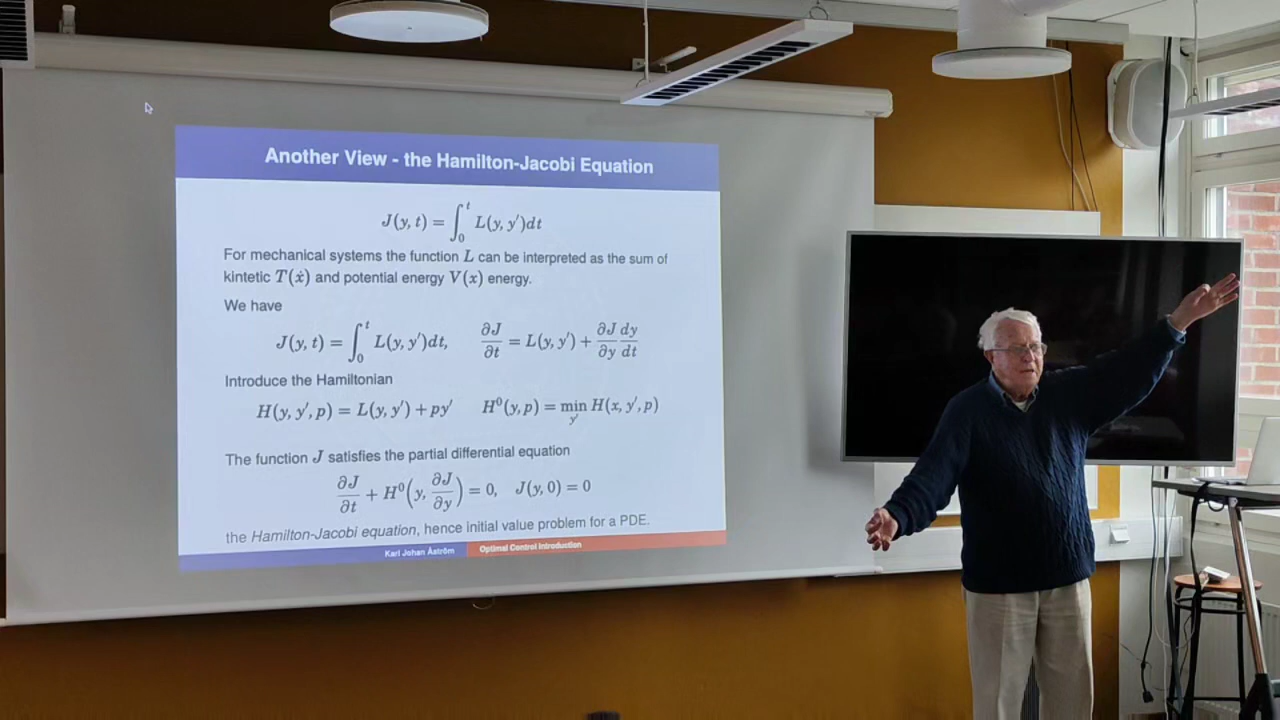 Another View - the Hamilton-Jacobi Equation
J(y, t) = ∫₀ᵗ L(y, y′)dt
For mechanical systems the function L can be interpreted as the sum of
kintetic T(ẋ) and potential energy V(x) energy.
We have
J(y, t) = ∫₀ᵗ L(y, y′)dt, ∂J/∂t = L(y, y′) + ∂J/∂y dy/dt
Introduce the Hamiltonian
H(y, y′, p) = L(y, y′) + py′ H⁰(y, p) = min_y′ H(x, y′, p)
The function J satisfies the partial differential equation
∂J/∂t + H⁰(y, ∂J/∂y) = 0, J(y, 0) = 0
the Hamilton-Jacobi equation, hence initial value problem for a PDE.
Karl Johan Åström Optimal Control Introduction